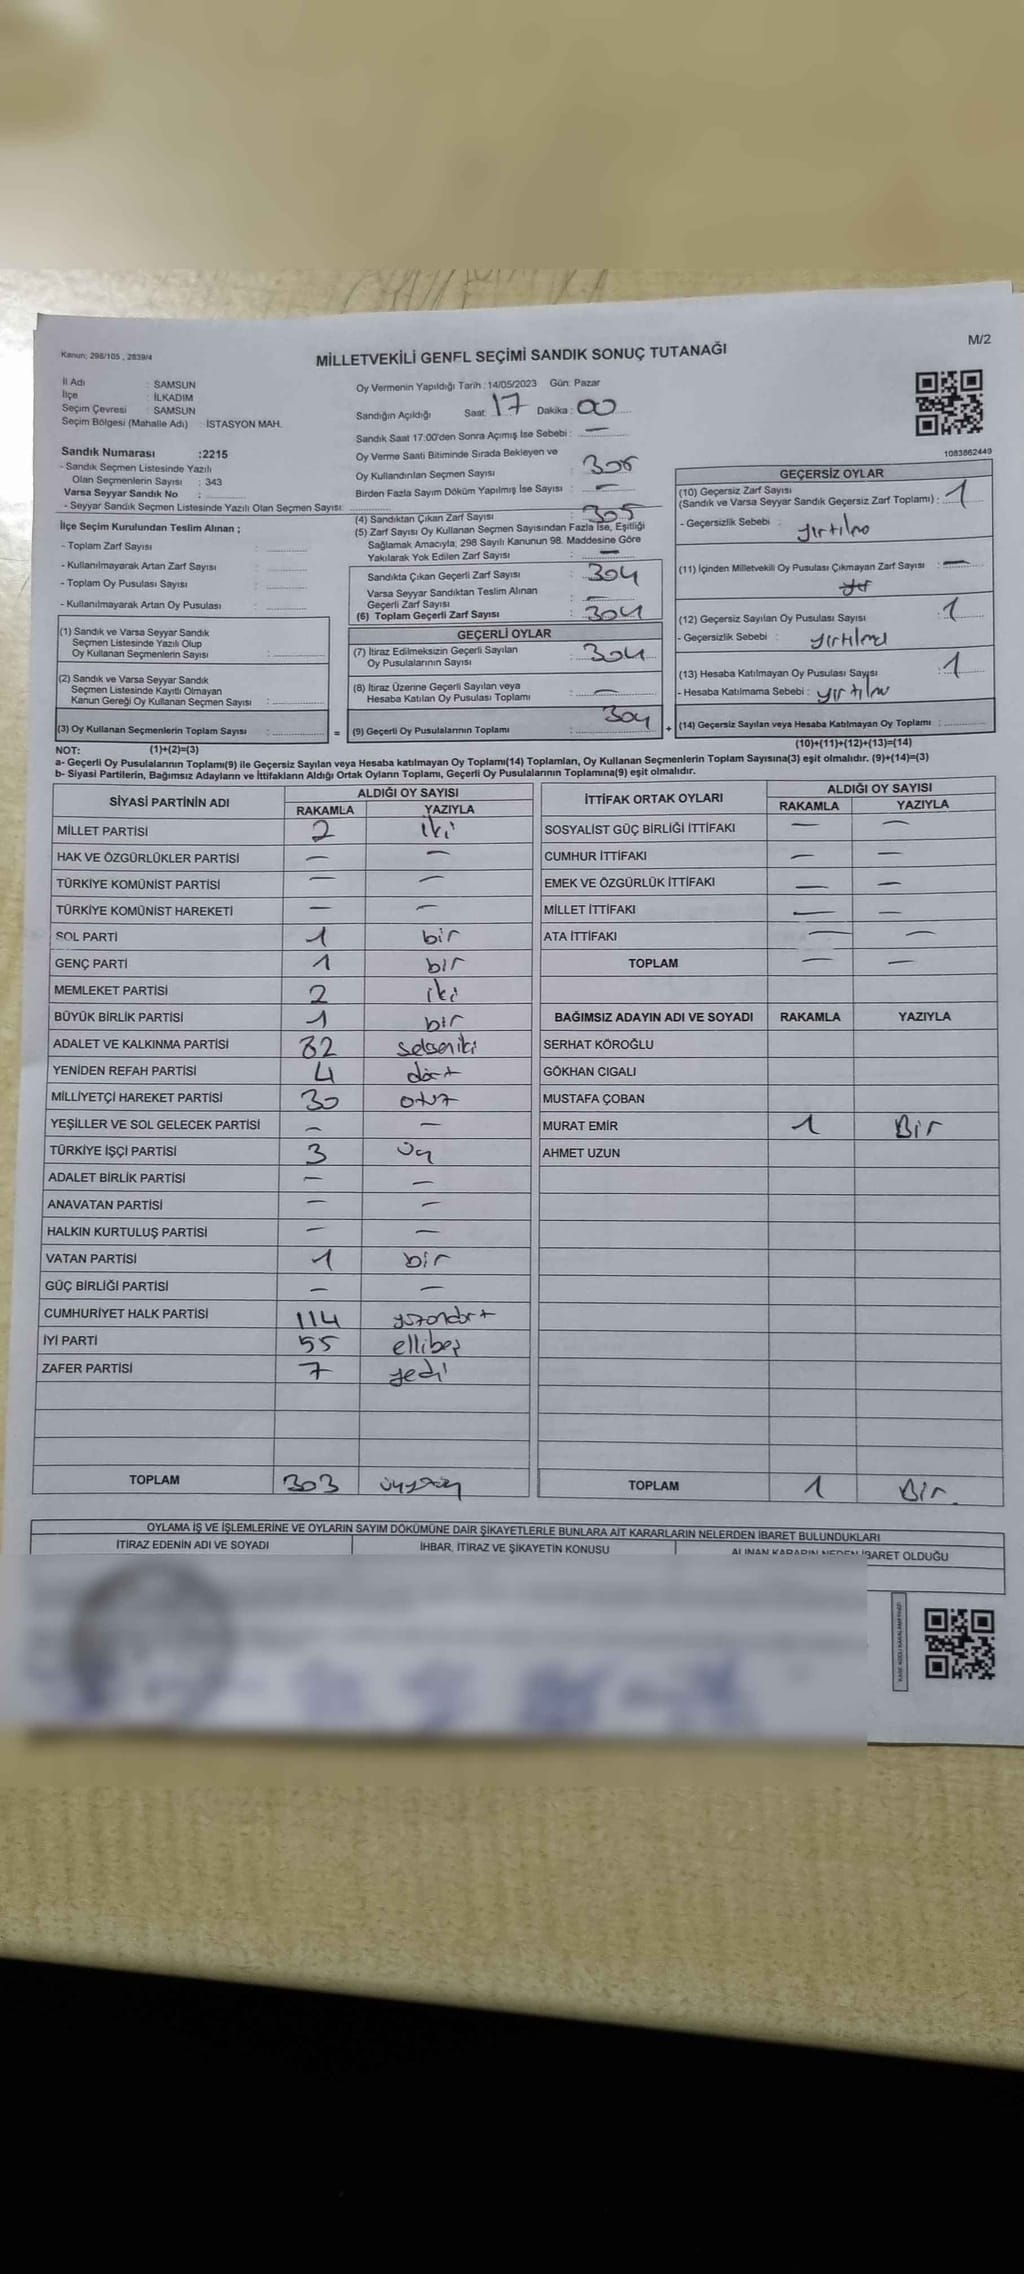 Kanun; 298/105 , 2839/4
MİLLETVEKİLİ GENEL SEÇİMİ SANDIK SONUÇ TUTANAĞI
M/2
İl Adı : SAMSUN
İlçe : İLKADIM
Seçim Çevresi : SAMSUN
Seçim Bölgesi (Mahalle Adı) : İSTASYON MAH.
Sandık Numarası :2215
- Sandık Seçmen Listesinde Yazılı
Olan Seçmenlerin Sayısı : 343
Varsa Seyyar Sandık No :
- Seyyar Sandık Seçmen Listesinde Yazılı Olan Seçmen Sayısı:
İlçe Seçim Kurulundan Teslim Alınan ;
- Toplam Zarf Sayısı :
- Kullanılmayarak Artan Zarf Sayısı :
- Toplam Oy Pusulası Sayısı :
- Kullanılmayarak Artan Oy Pusulası :
(1) Sandık ve Varsa Seyyar Sandık
Seçmen Listesinde Yazılı Olup
Oy Kullanan Seçmenlerin Sayısı :
(2) Sandık ve Varsa Seyyar Sandık
Seçmen Listesinde Kayıtlı Olmayan
Kanun Gereği Oy Kullanan Seçmen Sayısı :
(3) Oy Kullanan Seçmenlerin Toplam Sayısı : =
Oy Vermenin Yapıldığı Tarih : 14/05/2023 Gün: Pazar
Sandığın Açıldığı Saat: 17 Dakika : 00
Sandık Saat 17:00'den Sonra Açımış İse Sebebi : —
Oy Verme Saati Bitiminde Sırada Bekleyen ve
Oy Kullandırılan Seçmen Sayısı :
Birden Fazla Sayım Döküm Yapılmış İse Sayısı : —
(4) Sandıktan Çıkan Zarf Sayısı : 305
(5) Zarf Sayısı Oy Kullanan Seçmen Sayısından Fazla İse, Eşitliği
Sağlamak Amacıyla; 298 Sayılı Kanunun 98. Maddesine Göre
Yakılarak Yok Edilen Zarf Sayısı : —
Sandıkta Çıkan Geçerli Zarf Sayısı : 304
Varsa Seyyar Sandıktan Teslim Alınan
Geçerli Zarf Sayısı : —
(6) Toplam Geçerli Zarf Sayısı : 304
GEÇERLİ OYLAR
(7) İtiraz Edilmeksizin Geçerli Sayılan
Oy Pusulalarının Sayısı : 304
(8) İtiraz Üzerine Geçerli Sayılan veya
Hesaba Katılan Oy Pusulası Toplamı : —
(9) Geçerli Oy Pusulalarının Toplamı : 304 +
1083862449
GEÇERSİZ OYLAR
(10) Geçersiz Zarf Sayısı
(Sandık ve Varsa Seyyar Sandık Geçersiz Zarf Toplamı) : 1
- Geçersizlik Sebebi :
(11) İçinden Milletvekili Oy Pusulası Çıkmayan Zarf Sayısı : —
(12) Geçersiz Sayılan Oy Pusulası Sayısı : 1
- Geçersizlik Sebebi : yırtılma
(13) Hesaba Katılmayan Oy Pusulası Sayısı : 1
- Hesaba Katılmama Sebebi : yırtılma
(14) Geçersiz Sayılan veya Hesaba Katılmayan Oy Toplamı :
NOT: (1)+(2)=(3)
(10)+(11)+(12)+(13)=(14)
a- Geçerli Oy Pusulalarının Toplamı(9) ile Geçersiz Sayılan veya Hesaba katılmayan Oy Toplamı(14) Toplamları, Oy Kullanan Seçmenlerin Toplam Sayısına(3) eşit olmalıdır. (9)+(14)=(3)
b- Siyasi Partilerin, Bağımsız Adayların ve İttifakların Aldığı Ortak Oyların Toplamı, Geçerli Oy Pusulalarının Toplamına(9) eşit olmalıdır.
SİYASİ PARTİNİN ADI ALDIĞI OY SAYISI
RAKAMLA YAZIYLA
MİLLET PARTİSİ 2 iki
HAK VE ÖZGÜRLÜKLER PARTİSİ — —
TÜRKİYE KOMÜNİST PARTİSİ — —
TÜRKİYE KOMÜNİST HAREKETİ — —
SOL PARTİ 1 bir
GENÇ PARTİ 1 bir
MEMLEKET PARTİSİ 2 iki
BÜYÜK BİRLİK PARTİSİ 1 bir
ADALET VE KALKINMA PARTİSİ 82 sekseniki
YENİDEN REFAH PARTİSİ 4 dört
MİLLİYETÇİ HAREKET PARTİSİ 30 otuz
YEŞİLLER VE SOL GELECEK PARTİSİ — —
TÜRKİYE İŞÇİ PARTİSİ 3 üç
ADALET BİRLİK PARTİSİ — —
ANAVATAN PARTİSİ — —
HALKIN KURTULUŞ PARTİSİ — —
VATAN PARTİSİ 1 bir
GÜÇ BİRLİĞİ PARTİSİ — —
CUMHURİYET HALK PARTİSİ 114 yüzondört
İYİ PARTİ 55 ellibeş
ZAFER PARTİSİ 7 yedi
TOPLAM 303 üçyüzüç
İTTİFAK ORTAK OYLARI ALDIĞI OY SAYISI
RAKAMLA YAZIYLA
SOSYALİST GÜÇ BİRLİĞİ İTTİFAKI — —
CUMHUR İTTİFAKI — —
EMEK VE ÖZGÜRLÜK İTTİFAKI — —
MİLLET İTTİFAKI — —
ATA İTTİFAKI — —
TOPLAM — —
BAĞIMSIZ ADAYIN ADI VE SOYADI RAKAMLA YAZIYLA
SERHAT KÖROĞLU
GÖKHAN CIGALI
MUSTAFA ÇOBAN
MURAT EMİR 1 Bir
AHMET UZUN
TOPLAM 1 Bir.
OYLAMA İŞ VE İŞLEMLERİNE VE OYLARIN SAYIM DÖKÜMÜNE DAİR ŞİKAYETLERLE BUNLARA AİT KARARLARIN NELERDEN İBARET BULUNDUKLARI
İTİRAZ EDENİN ADI VE SOYADI
İHBAR, İTİRAZ VE ŞİKAYETİN KONUSU
ALINAN KARARIN NEDEN İBARET OLDUĞU